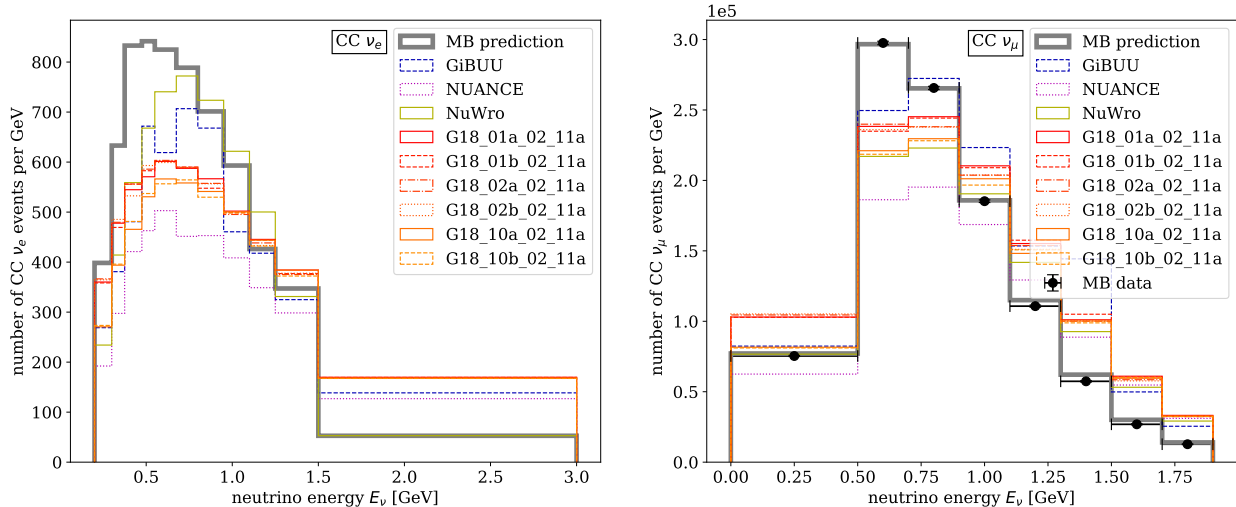 number of CC νe events per GeV
800
700
600
500
400
300
200
100
0
0.5
1.0
1.5
2.0
2.5
3.0
neutrino energy Eν [GeV]
CC νe
MB prediction
GiBUU
NUANCE
NuWro
G18_01a_02_11a
G18_01b_02_11a
G18_02a_02_11a
G18_02b_02_11a
G18_10a_02_11a
G18_10b_02_11a
1e5
number of CC νμ events per GeV
3.0
2.5
2.0
1.5
1.0
0.5
0.0
0.00
0.25
0.50
0.75
1.00
1.25
1.50
1.75
neutrino energy Eν [GeV]
CC νμ
MB prediction
GiBUU
NUANCE
NuWro
G18_01a_02_11a
G18_01b_02_11a
G18_02a_02_11a
G18_02b_02_11a
G18_10a_02_11a
G18_10b_02_11a
MB data